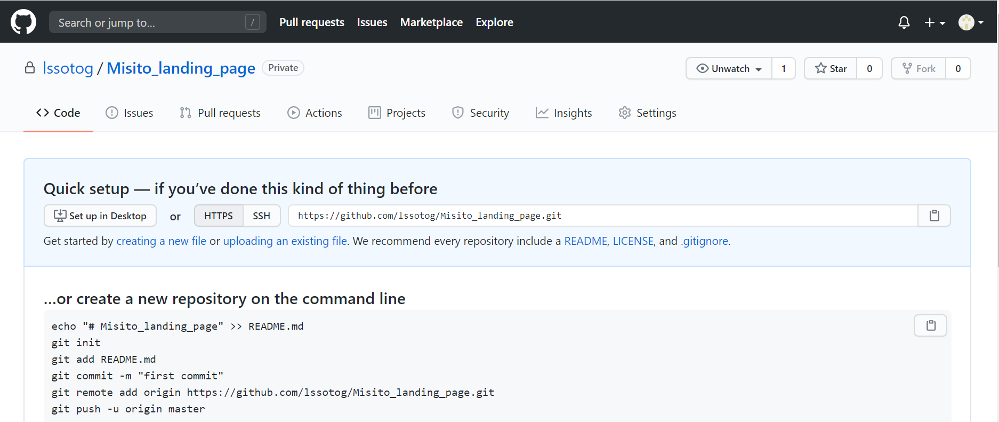 Search or jump to... / Pull requests Issues Marketplace Explore
lssotog / Misito_landing_page Private Unwatch 1 Star 0 Fork 0
Code Issues Pull requests Actions Projects Security Insights Settings
Quick setup — if you’ve done this kind of thing before
Set up in Desktop or HTTPS SSH https://github.com/lssotog/Misito_landing_page.git
Get started by creating a new file or uploading an existing file. We recommend every repository include a README, LICENSE, and .gitignore.
…or create a new repository on the command line
echo "# Misito_landing_page" >> README.md
git init
git add README.md
git commit -m "first commit"
git remote add origin https://github.com/lssotog/Misito_landing_page.git
git push -u origin master